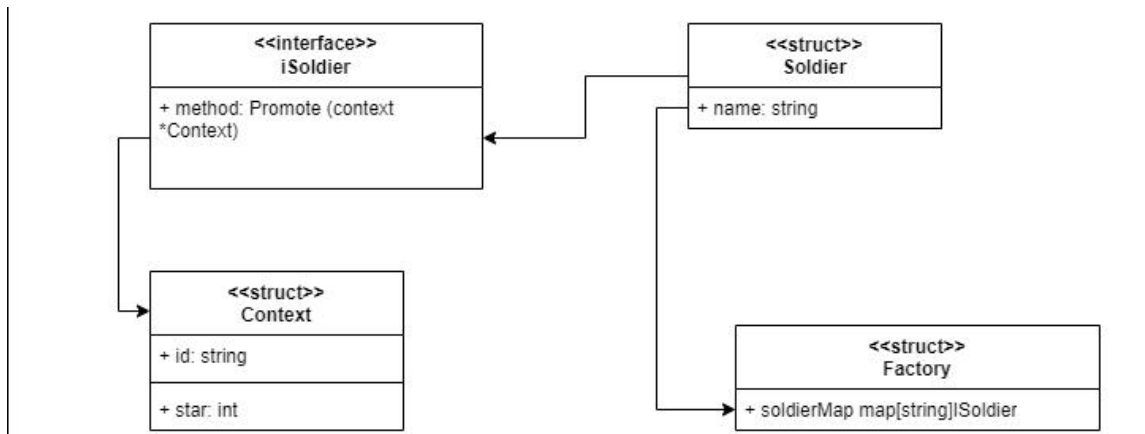 <<interface>>
iSoldier
+ method: Promote (context
*Context)
<<struct>>
Soldier
+ name: string
<<struct>>
Context
+ id: string
+ star: int
<<struct>>
Factory
+ soldierMap map[string]ISoldier